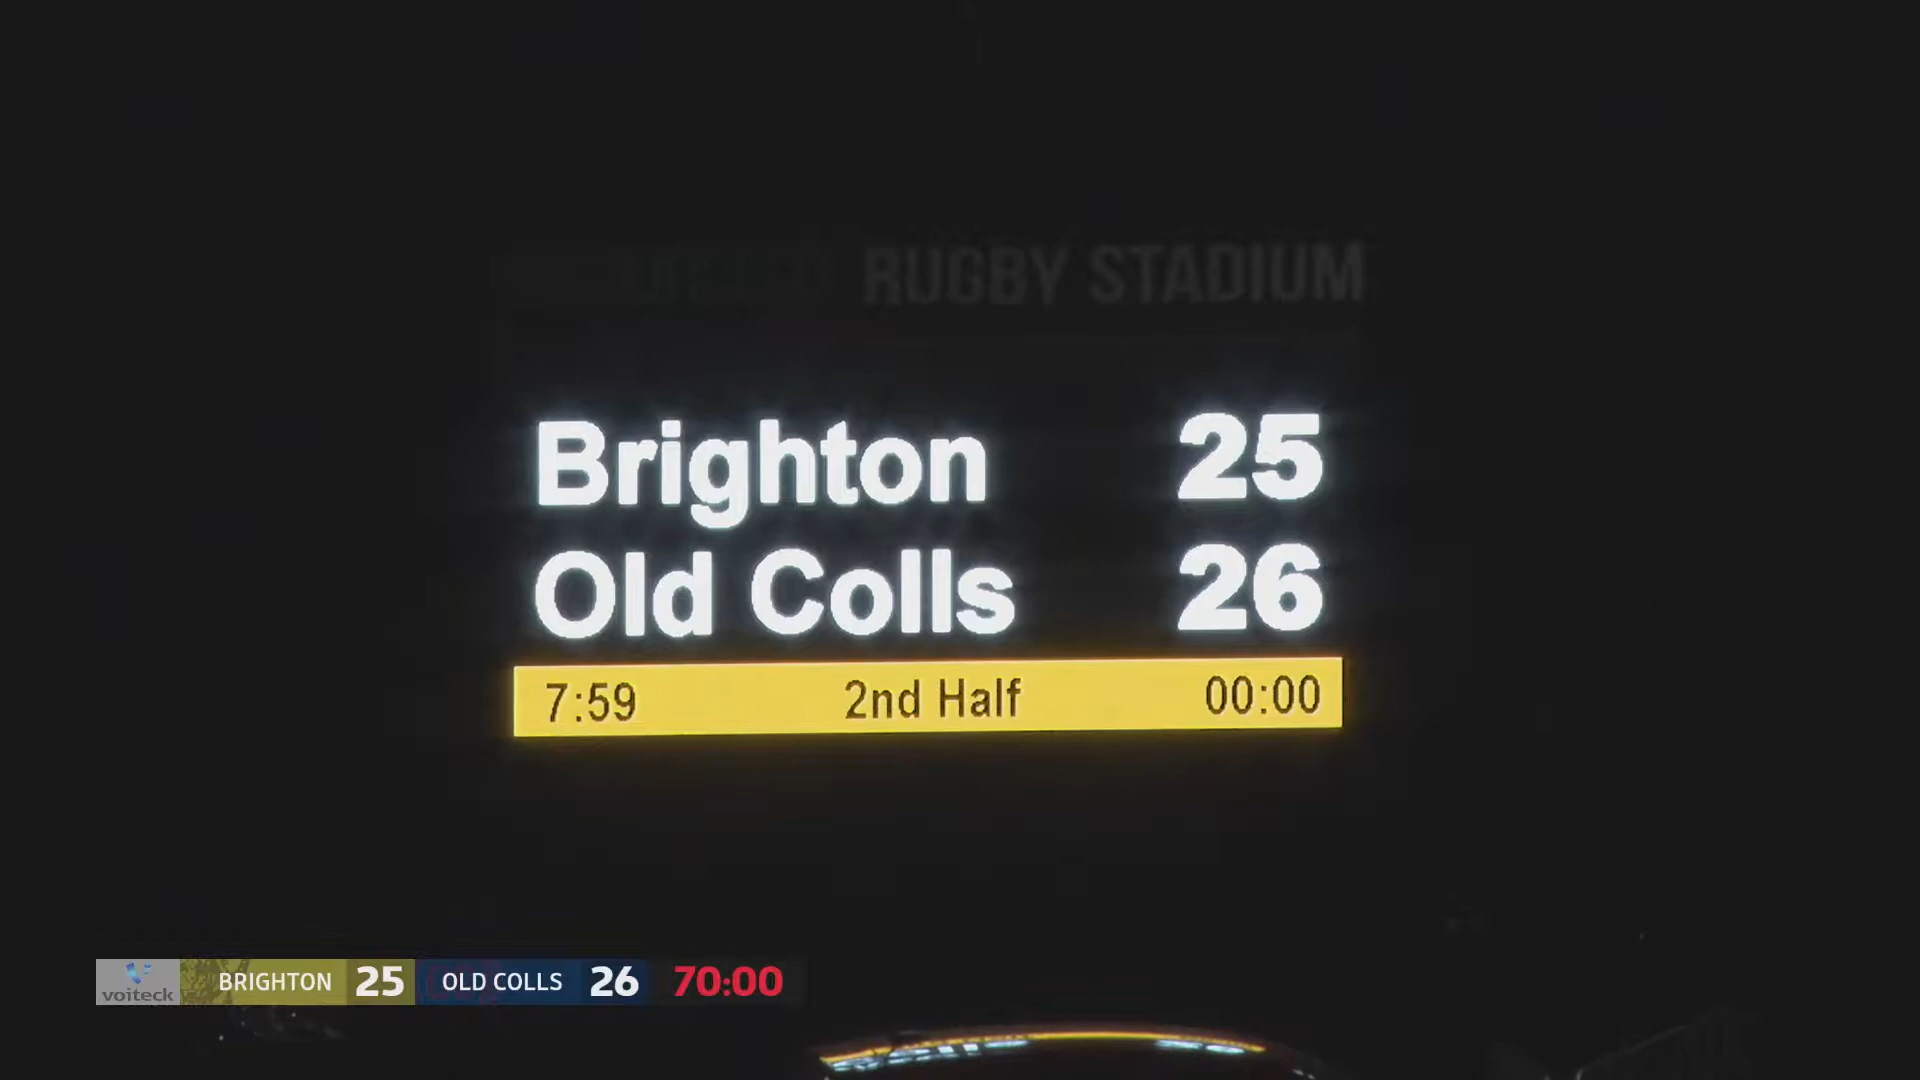 RUGBY STADIUM
Brighton 25
Old Colls 26
7:59 2nd Half 00:00
voiteck BRIGHTON 25 OLD COLLS 26 70:00